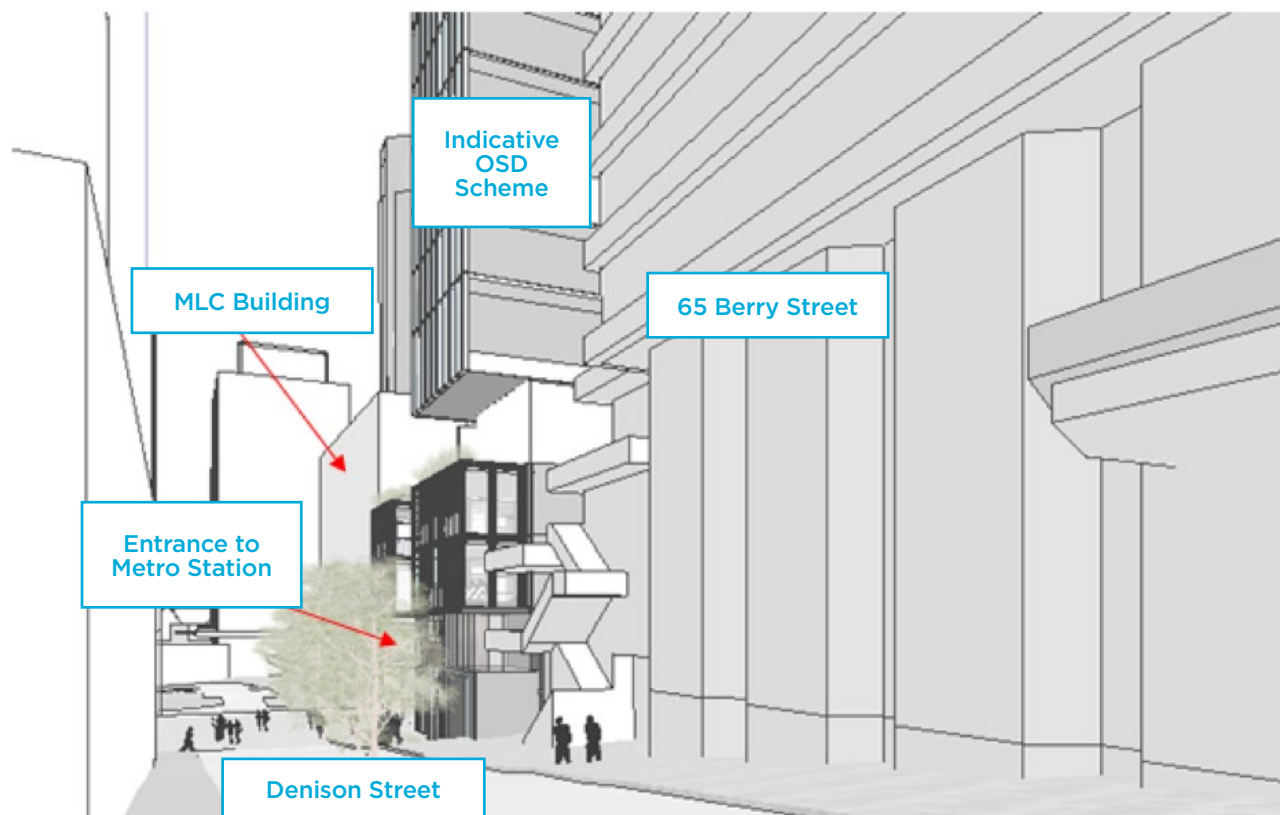 Indicative
OSD
Scheme
MLC Building
65 Berry Street
Entrance to
Metro Station
Denison Street